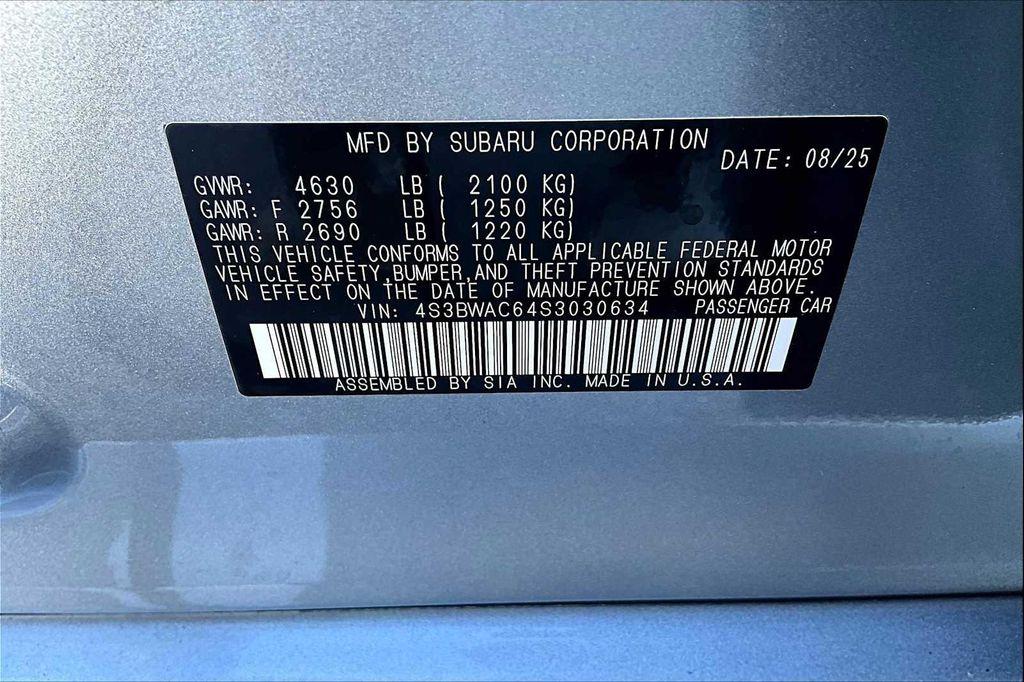 MFD BY SUBARU CORPORATION DATE: 08/25
GVWR: 4630 LB ( 2100 KG)
GAWR: F 2756 LB ( 1250 KG)
GAWR: R 2690 LB ( 1220 KG)
THIS VEHICLE CONFORMS TO ALL APPLICABLE FEDERAL MOTOR
VEHICLE SAFETY,BUMPER,AND THEFT PREVENTION STANDARDS
IN EFFECT ON THE DATE OF MANUFACTURE SHOWN ABOVE.
VIN: 4S3BWAC64S3030634 PASSENGER CAR
ASSEMBLED BY SIA INC. MADE IN U.S.A.